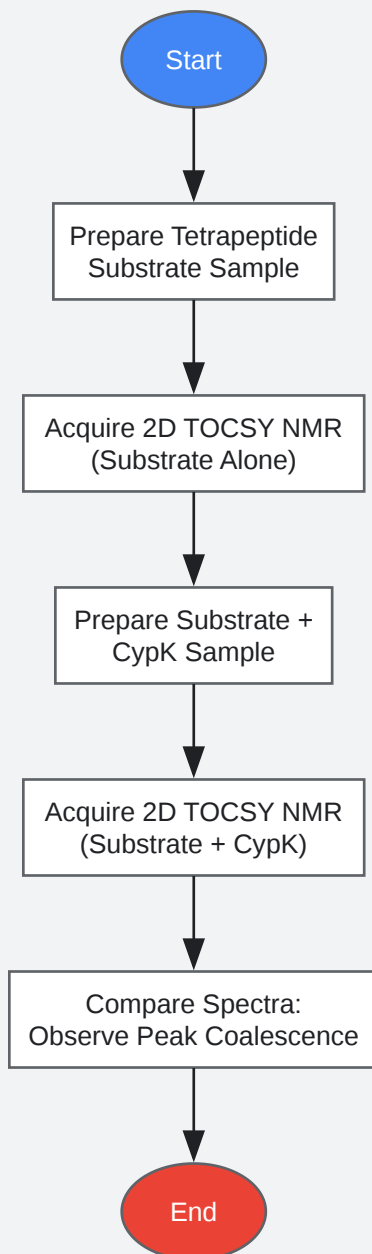 Start
Prepare Tetrapeptide
Substrate Sample
Acquire 2D TOCSY NMR
(Substrate Alone)
Prepare Substrate +
CypK Sample
Acquire 2D TOCSY NMR
(Substrate + CypK)
Compare Spectra:
Observe Peak Coalescence
End